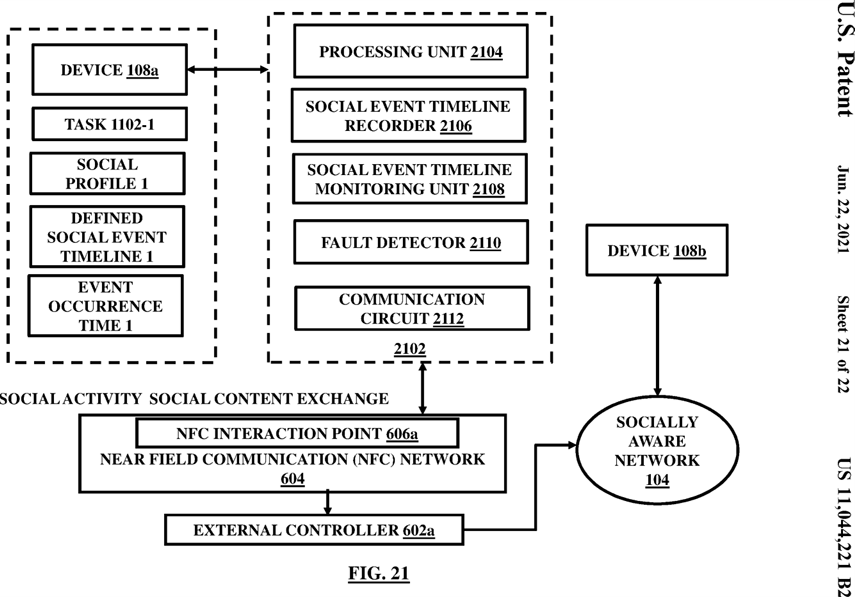 DEVICE 108a
TASK 1102-1
SOCIAL
PROFILE 1
DEFINED
SOCIAL EVENT
TIMELINE 1
EVENT
OCCURRENCE
TIME 1
PROCESSING UNIT 2104
SOCIAL EVENT TIMELINE
RECORDER 2106
SOCIAL EVENT TIMELINE
MONITORING UNIT 2108
FAULT DETECTOR 2110
COMMUNICATION
CIRCUIT 2112
2102
DEVICE 108b
SOCIAL ACTIVITY SOCIAL CONTENT EXCHANGE
NFC INTERACTION POINT 606a
NEAR FIELD COMMUNICATION (NFC) NETWORK
604
SOCIALLY
AWARE
NETWORK
104
EXTERNAL CONTROLLER 602a
FIG. 21
U.S. Patent Jun. 22, 2021 Sheet 21 of 22 US 11,044,221 B2